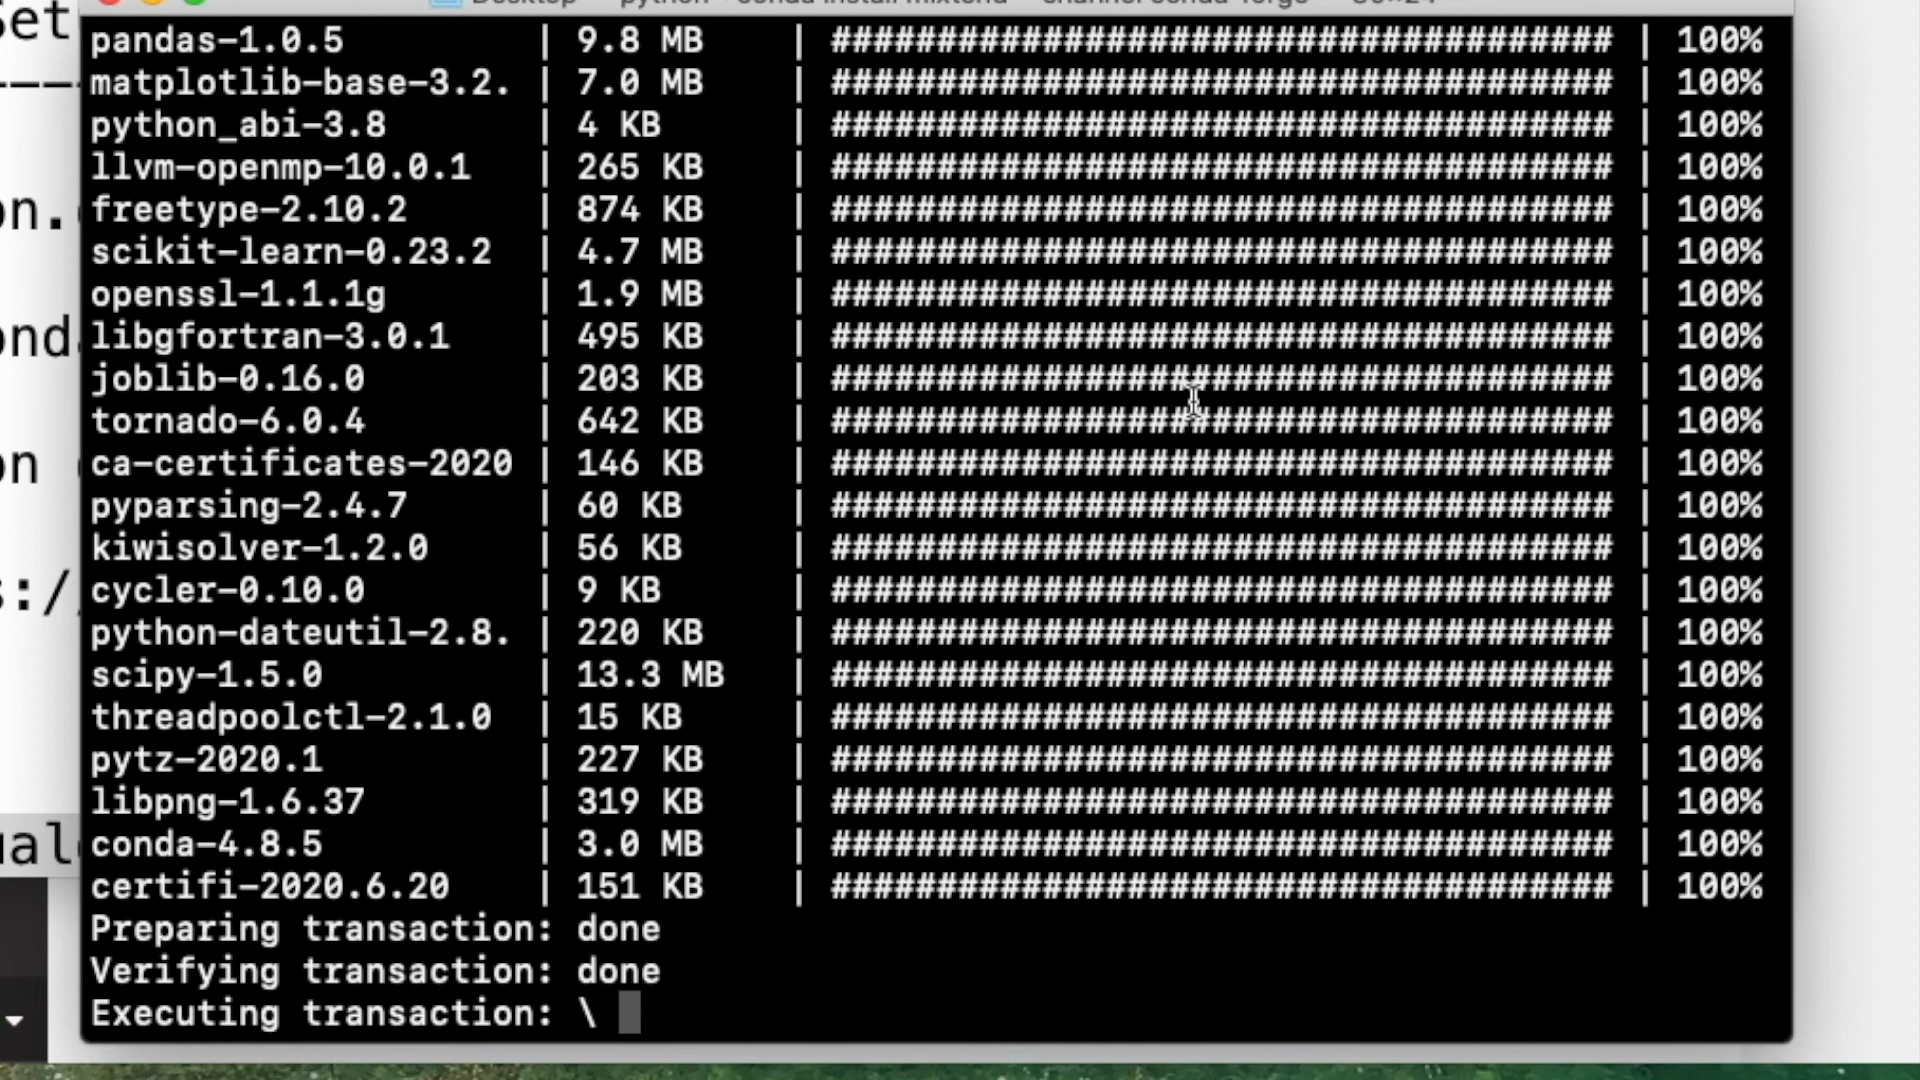 pandas-1.0.5 | 9.8 MB | ##################################### | 100%
matplotlib-base-3.2. | 7.0 MB | ##################################### | 100%
python_abi-3.8 | 4 KB | ##################################### | 100%
llvm-openmp-10.0.1 | 265 KB | ##################################### | 100%
freetype-2.10.2 | 874 KB | ##################################### | 100%
scikit-learn-0.23.2 | 4.7 MB | ##################################### | 100%
openssl-1.1.1g | 1.9 MB | ##################################### | 100%
libgfortran-3.0.1 | 495 KB | ##################################### | 100%
joblib-0.16.0 | 203 KB | ##################################### | 100%
tornado-6.0.4 | 642 KB | ##################################### | 100%
ca-certificates-2020 | 146 KB | ##################################### | 100%
pyparsing-2.4.7 | 60 KB | ##################################### | 100%
kiwisolver-1.2.0 | 56 KB | ##################################### | 100%
cycler-0.10.0 | 9 KB | ##################################### | 100%
python-dateutil-2.8. | 220 KB | ##################################### | 100%
scipy-1.5.0 | 13.3 MB | ##################################### | 100%
threadpoolctl-2.1.0 | 15 KB | ##################################### | 100%
pytz-2020.1 | 227 KB | ##################################### | 100%
libpng-1.6.37 | 319 KB | ##################################### | 100%
conda-4.8.5 | 3.0 MB | ##################################### | 100%
certifi-2020.6.20 | 151 KB | ##################################### | 100%
Preparing transaction: done
Verifying transaction: done
Executing transaction: \